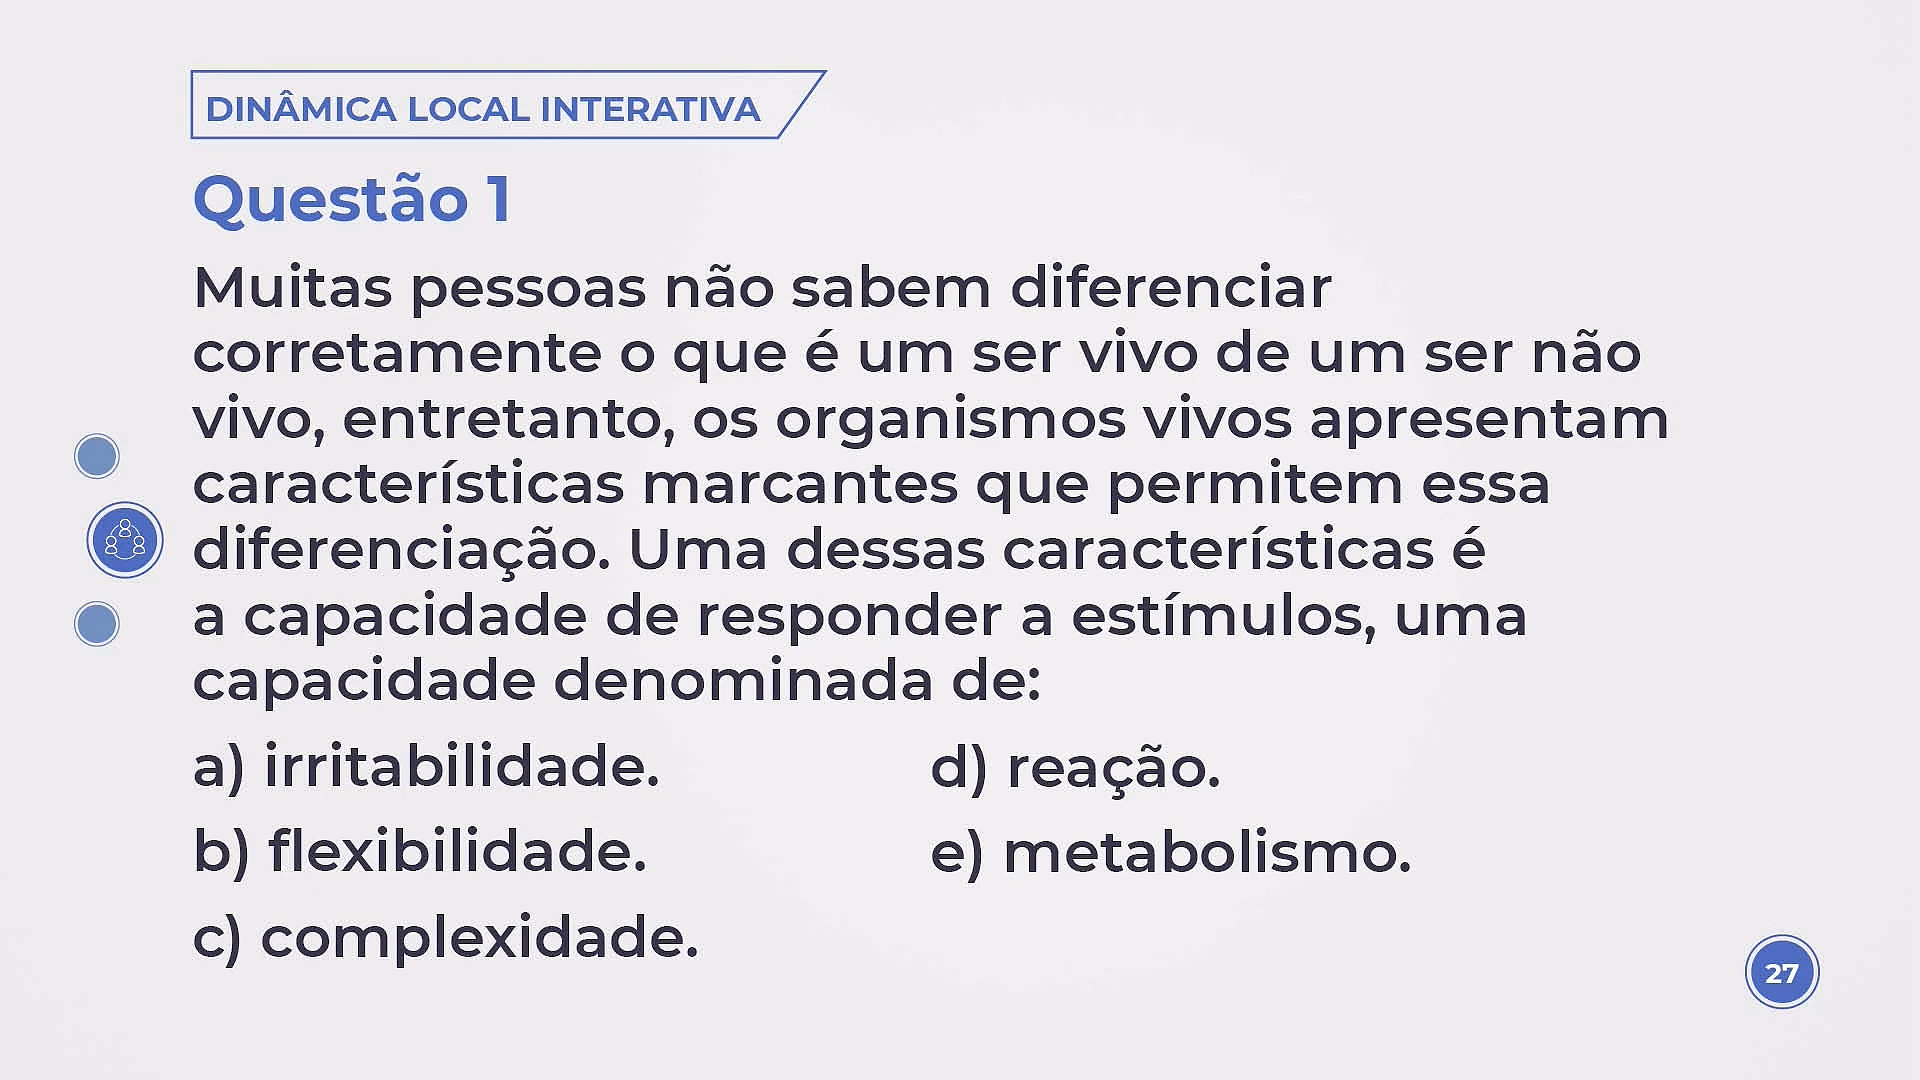 DINÂMICA LOCAL INTERATIVA
Questão 1
Muitas pessoas não sabem diferenciar
corretamente o que é um ser vivo de um ser não
vivo, entretanto, os organismos vivos apresentam
características marcantes que permitem essa
diferenciação. Uma dessas características é
a capacidade de responder a estímulos, uma
capacidade denominada de:
a) irritabilidade.
b) flexibilidade.
c) complexidade.
d) reação.
e) metabolismo.
27